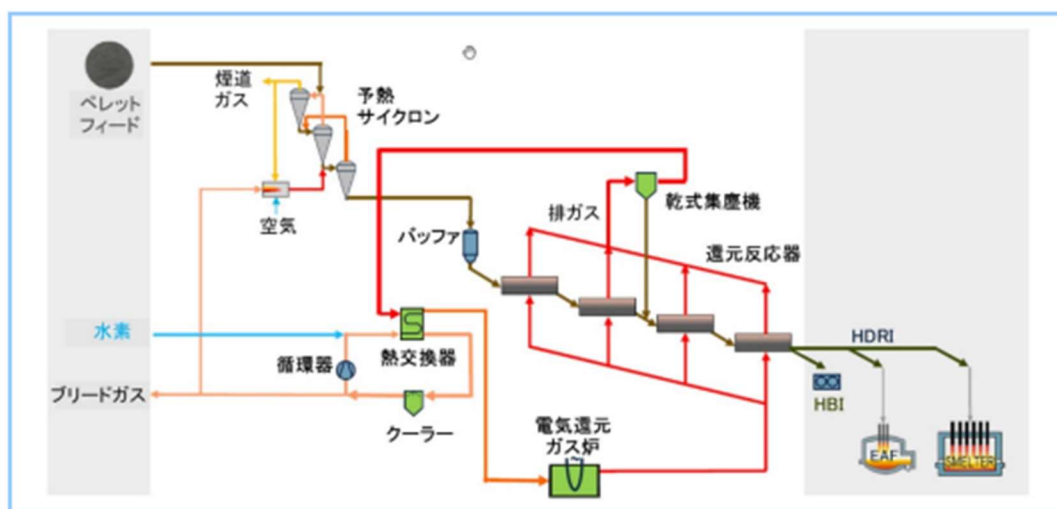 ペレット
フィード
煙道
ガス
予熱
サイクロン
空気
バッファ
排ガス
乾式集塵機
還元反応器
水素
循環器
熱交換器
ブリードガス
クーラー
電気還元
ガス炉
HDRI
HBI
EAF
SMELTER